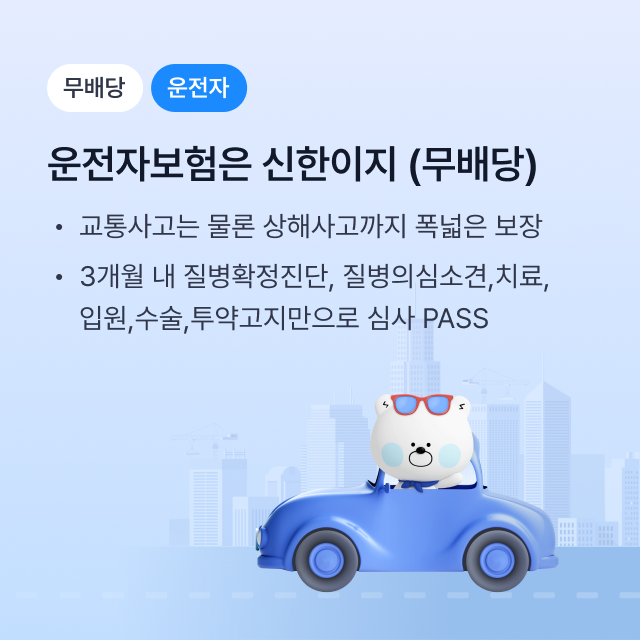 무배당 운전자
운전자보험은 신한이지 (무배당)
• 교통사고는 물론 상해사고까지 폭넓은 보장
• 3개월 내 질병확정진단, 질병의심소견,치료,
입원,수술,투약고지만으로 심사 PASS